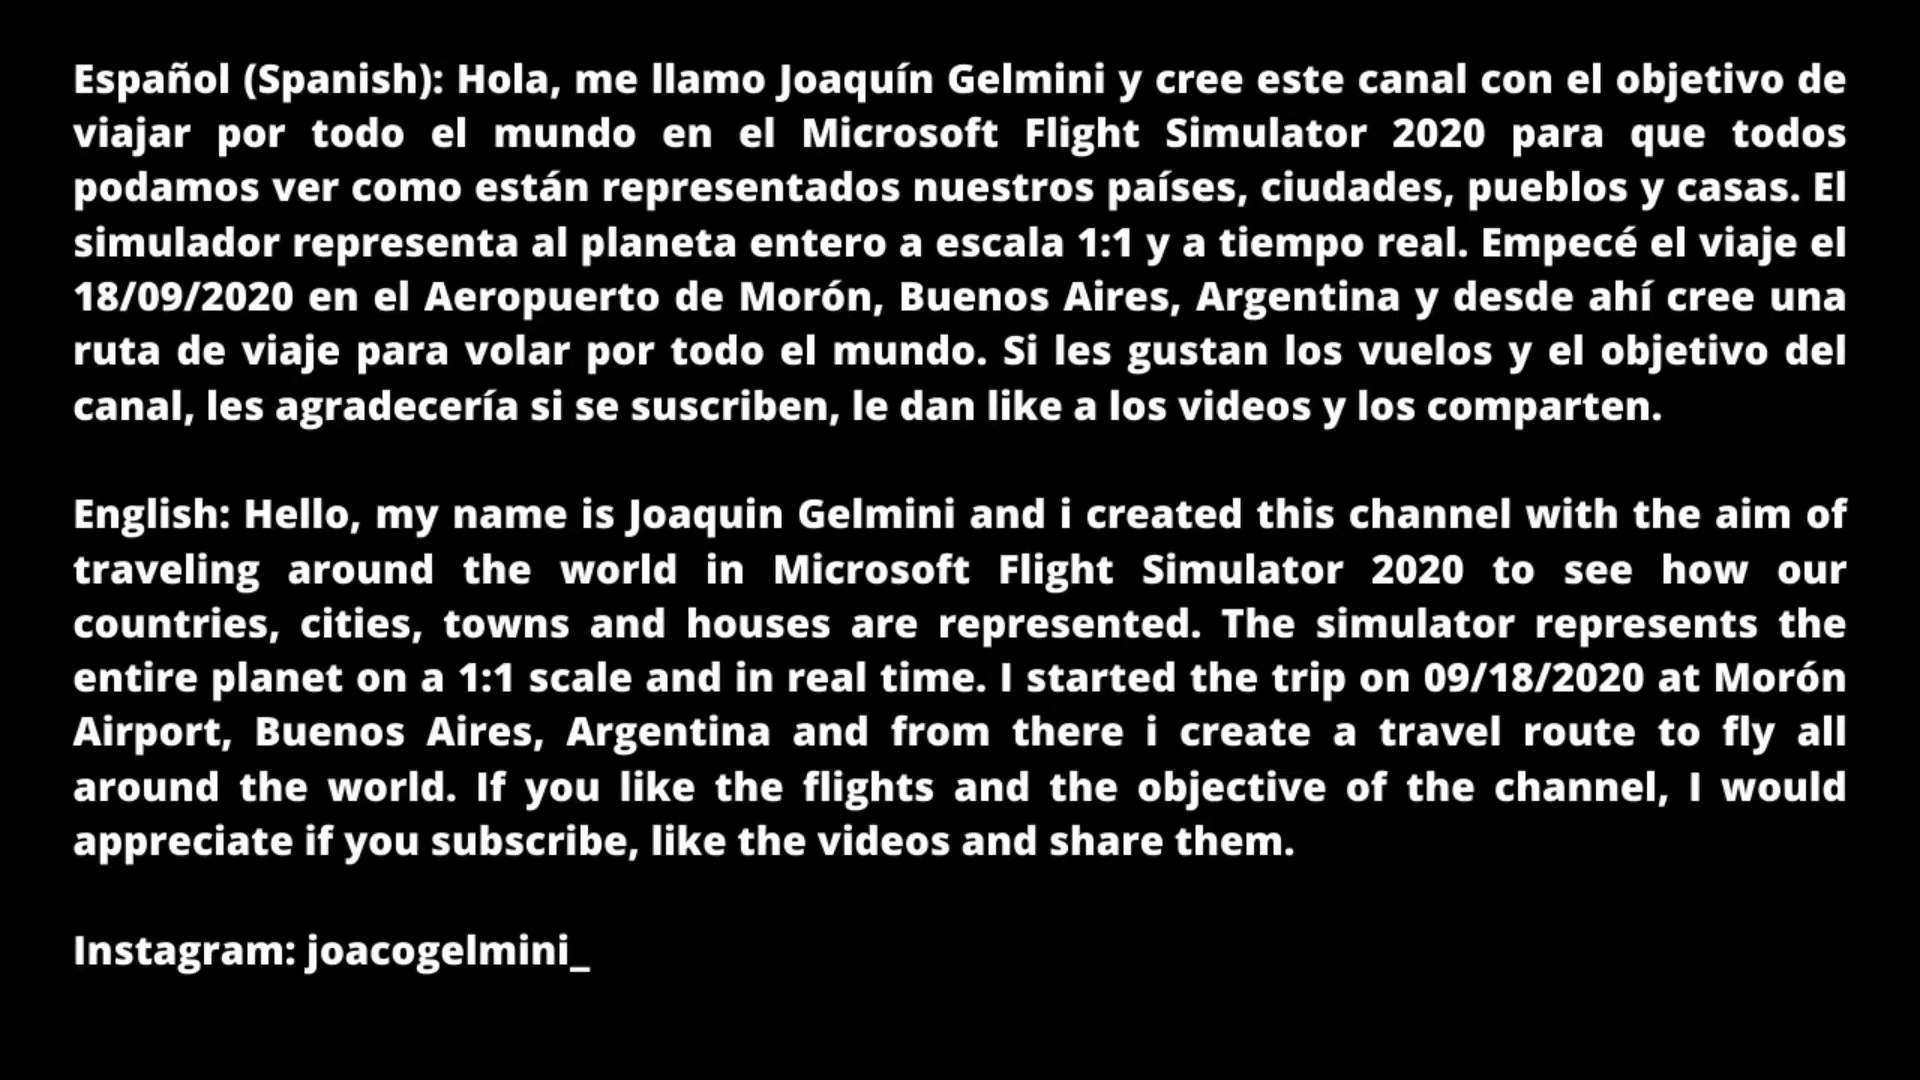 Español (Spanish): Hola, me llamo Joaquín Gelmini y cree este canal con el objetivo de
viajar por todo el mundo en el Microsoft Flight Simulator 2020 para que todos
podamos ver como están representados nuestros países, ciudades, pueblos y casas. El
simulador representa al planeta entero a escala 1:1 y a tiempo real. Empecé el viaje el
18/09/2020 en el Aeropuerto de Morón, Buenos Aires, Argentina y desde ahí cree una
ruta de viaje para volar por todo el mundo. Si les gustan los vuelos y el objetivo del
canal, les agradecería si se suscriben, le dan like a los videos y los comparten.
English: Hello, my name is Joaquin Gelmini and i created this channel with the aim of
traveling around the world in Microsoft Flight Simulator 2020 to see how our
countries, cities, towns and houses are represented. The simulator represents the
entire planet on a 1:1 scale and in real time. I started the trip on 09/18/2020 at Morón
Airport, Buenos Aires, Argentina and from there i create a travel route to fly all
around the world. If you like the flights and the objective of the channel, I would
appreciate if you subscribe, like the videos and share them.
Instagram: joacogelmini_